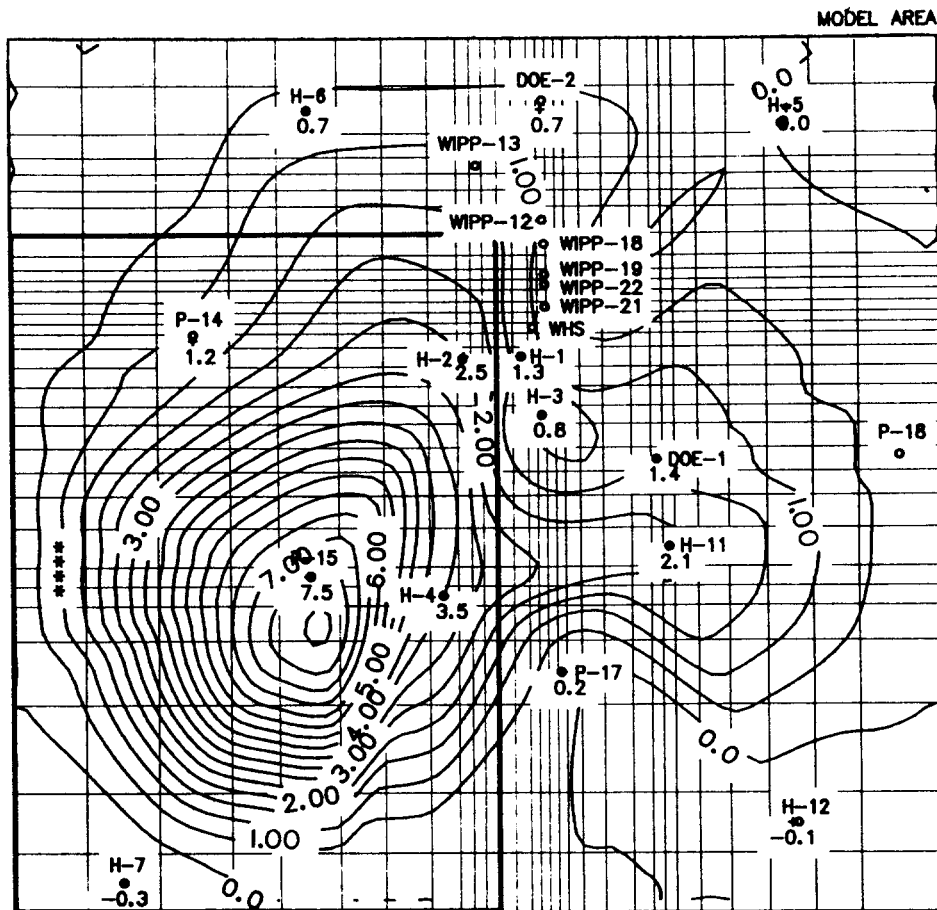 MODEL AREA
DOE-2
0.7
0.0
H-5
0.0
H-6
0.7
WIPP-13
1.00
WIPP-12
WIPP-18
WIPP-19
WIPP-22
WIPP-21
WHS
P-14
1.2
H-2
2.5
H-1
1.3
H-3
0.8
2.00
P-18
DOE-1
1.4
3.00
1.00
H-11
2.1
6.00
7.00
7.5
****
H-4
3.5
P-17
0.2
5.00
4.00
3.00
2.00
1.00
0.0
H-12
-0.1
H-7
-0.3
0.0